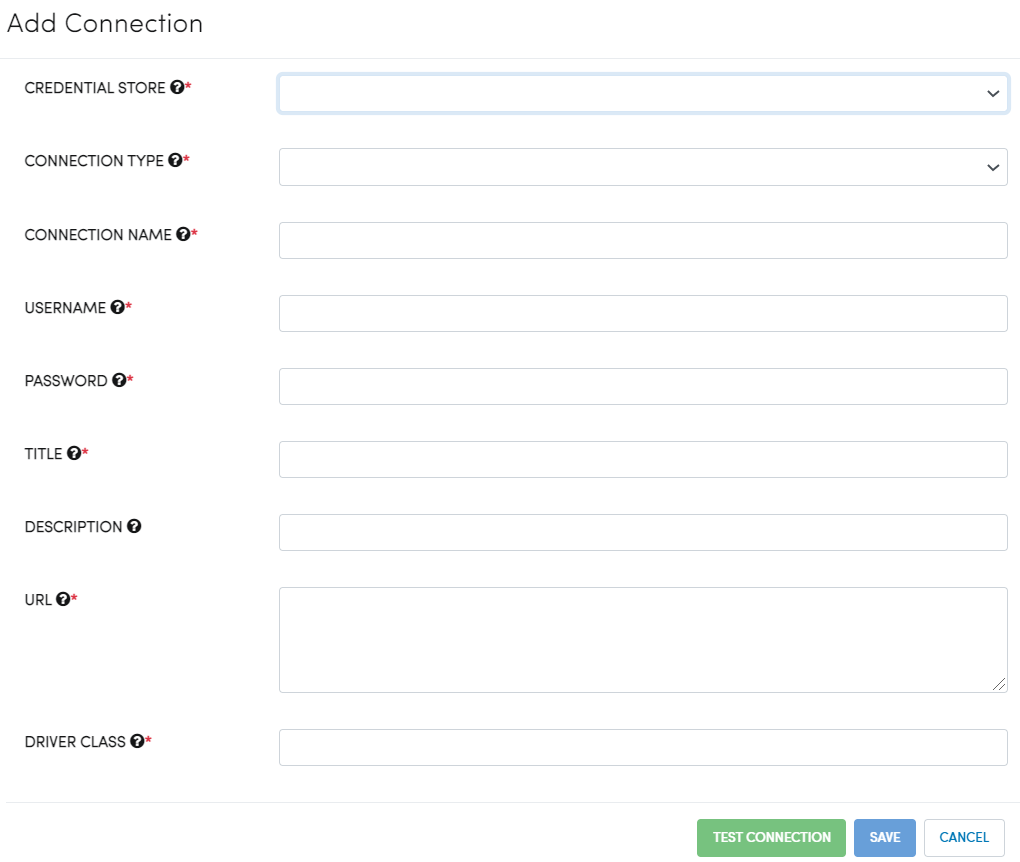 Add Connection
CREDENTIAL STORE ?*
CONNECTION TYPE ?*
CONNECTION NAME ?*
USERNAME ?*
PASSWORD ?*
TITLE ?*
DESCRIPTION ?
URL ?*
DRIVER CLASS ?*
TEST CONNECTION SAVE CANCEL